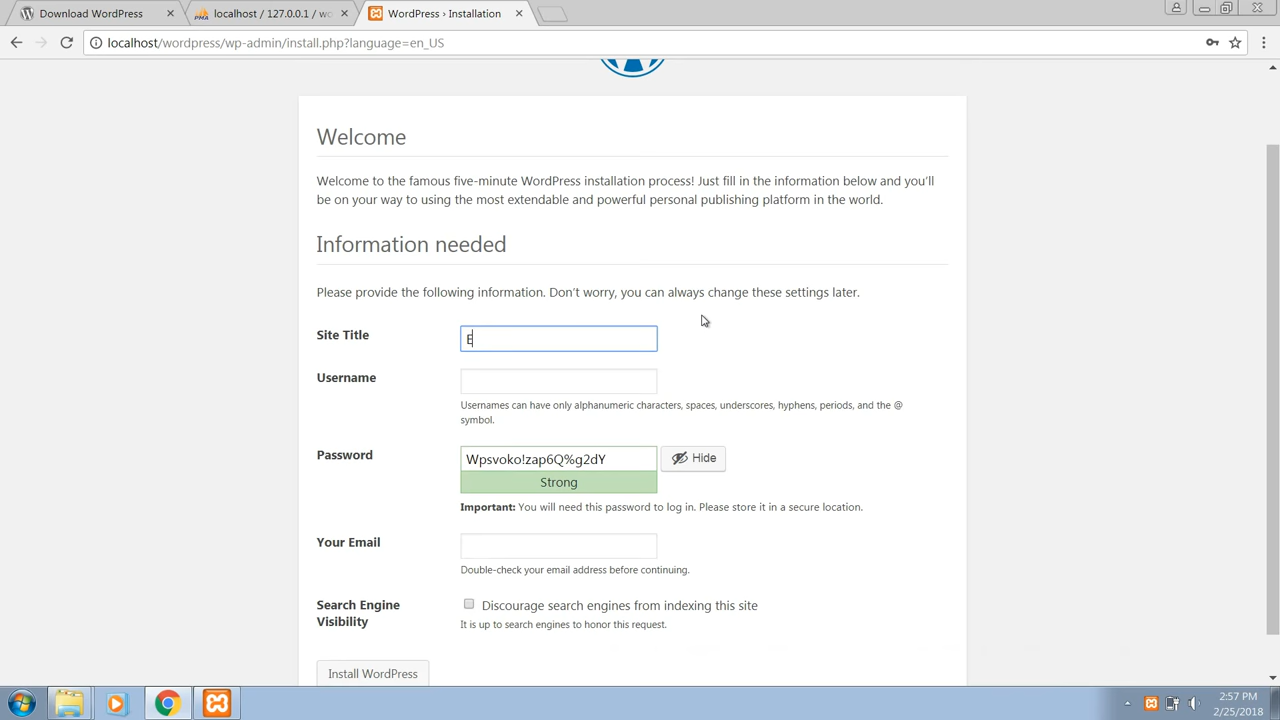 Download WordPress
localhost / 127.0.0.1 / wo
WordPress › Installation
localhost/wordpress/wp-admin/install.php?language=en_US
Welcome
Welcome to the famous five-minute WordPress installation process! Just fill in the information below and you'll
be on your way to using the most extendable and powerful personal publishing platform in the world.
Information needed
Please provide the following information. Don't worry, you can always change these settings later.
Site Title
E
Username
Usernames can have only alphanumeric characters, spaces, underscores, hyphens, periods, and the @
symbol.
Password
Wpsvoko!zap6Q%g2dY
Hide
Strong
Important: You will need this password to log in. Please store it in a secure location.
Your Email
Double-check your email address before continuing.
Search Engine
Visibility
Discourage search engines from indexing this site
It is up to search engines to honor this request.
Install WordPress
2:57 PM
2/25/2018